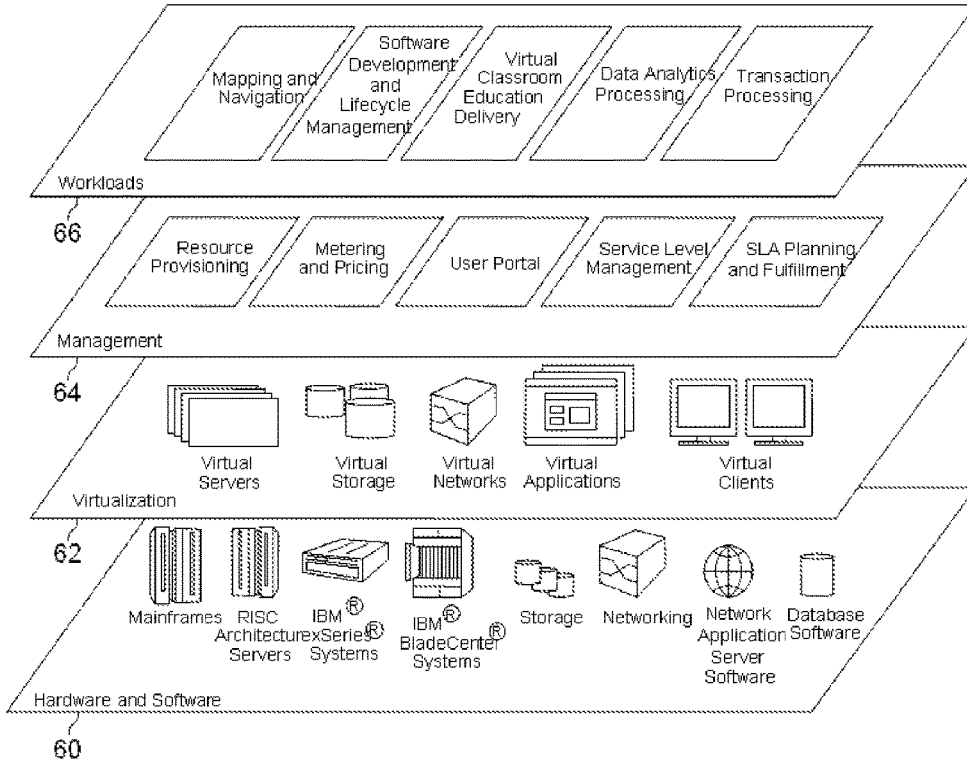 Mapping and
Navigation
Software
Development
and
Lifecycle
Management
Virtual
Classroom
Education
Delivery
Data Analytics
Processing
Transaction
Processing
Workloads
66
Resource
Provisioning
Metering
and Pricing
User Portal
Service Level
Management
SLA Planning
and Fulfillment
Management
64
Virtual
Servers
Virtual
Storage
Virtual
Networks
Virtual
Applications
Virtual
Clients
Virtualization
62
Mainframes
RISC
Architecture
Servers
IBM ®
xSeries ®
Systems
IBM ®
BladeCenter ®
Systems
Storage
Networking
Network
Application
Server
Software
Database
Software
Hardware and Software
60